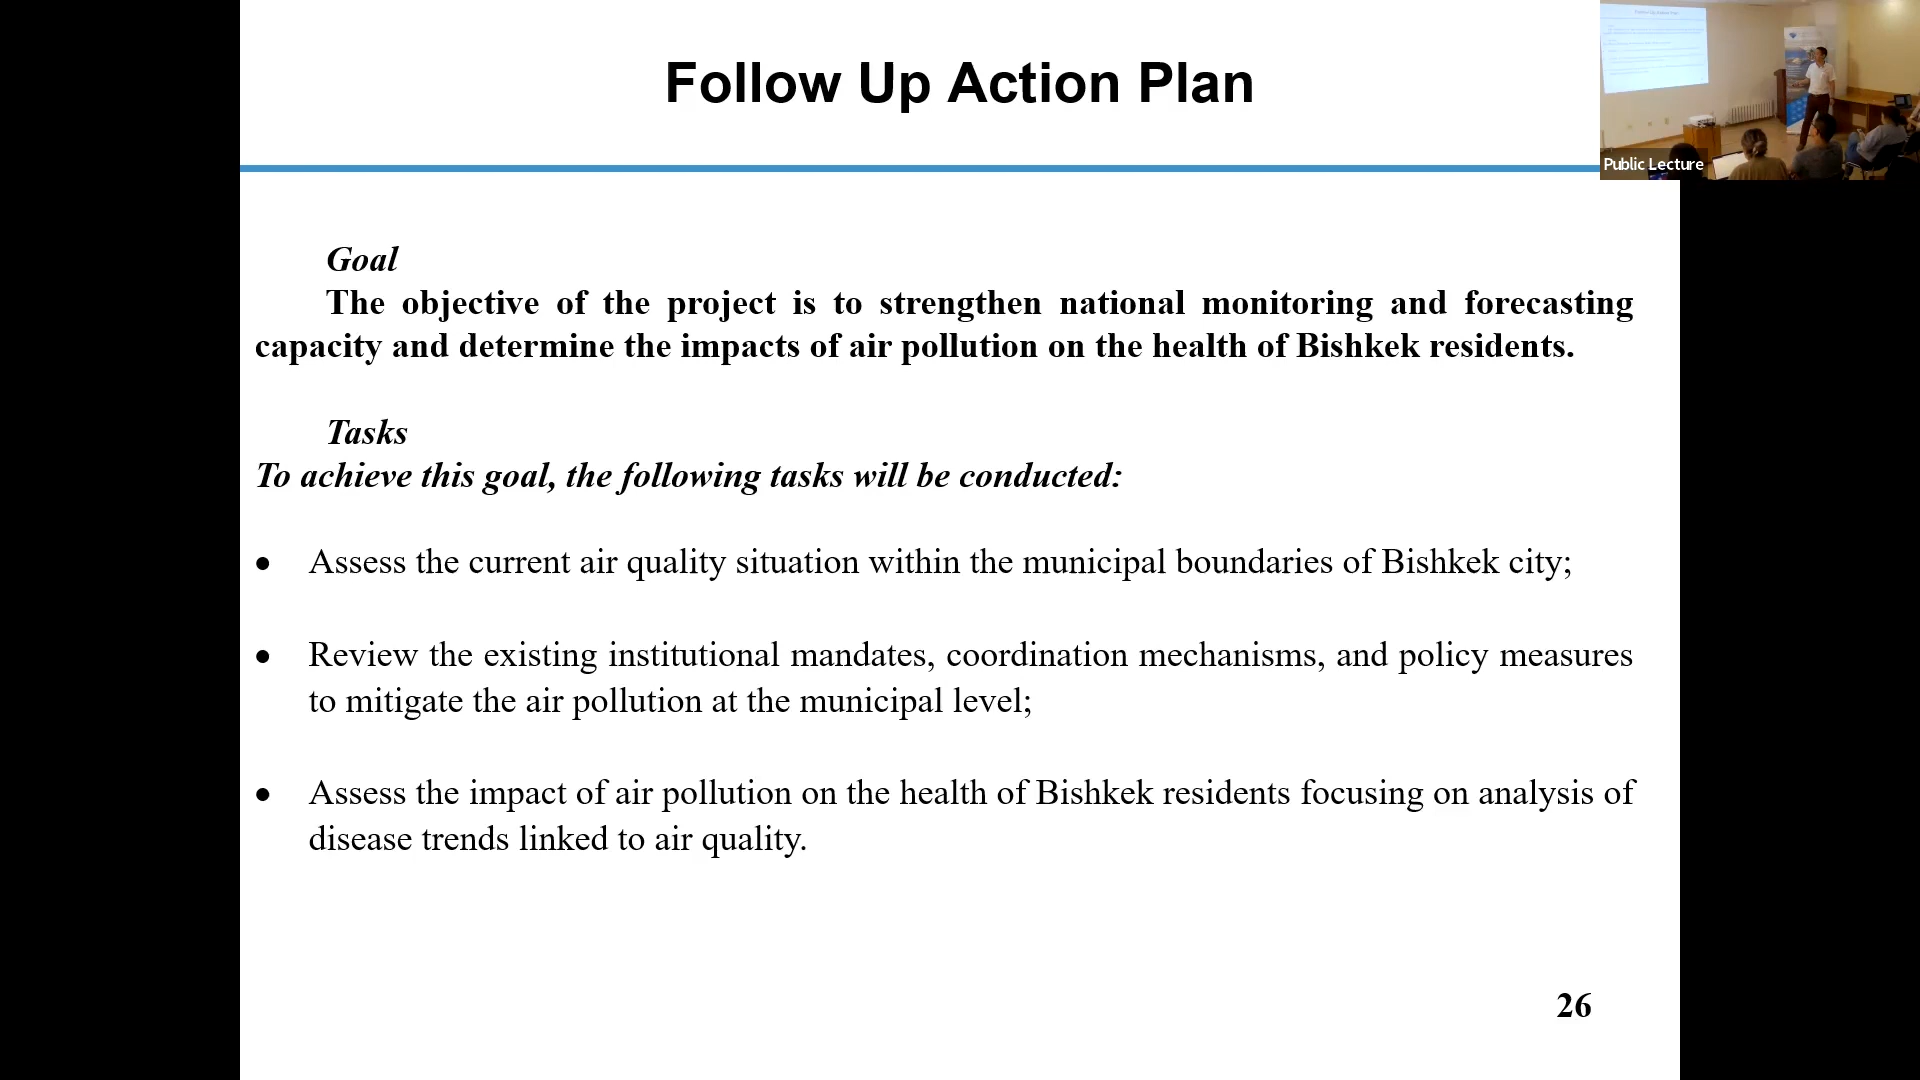 Follow Up Action Plan
Public Lecture
Goal
The objective of the project is to strengthen national monitoring and forecasting
capacity and determine the impacts of air pollution on the health of Bishkek residents.
Tasks
To achieve this goal, the following tasks will be conducted:
• Assess the current air quality situation within the municipal boundaries of Bishkek city;
• Review the existing institutional mandates, coordination mechanisms, and policy measures
to mitigate the air pollution at the municipal level;
• Assess the impact of air pollution on the health of Bishkek residents focusing on analysis of
disease trends linked to air quality.
26